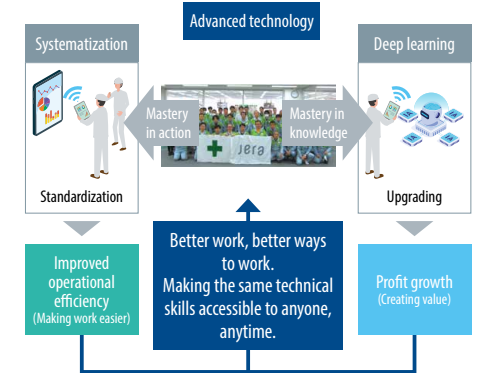 Advanced technology
Systematization
Deep learning
Mastery
in action
Mastery in
knowledge
Jera
Standardization
Upgrading
Improved
operational
efficiency
(Making work easier)
Better work, better ways
to work.
Making the same technical
skills accessible to anyone,
anytime.
Profit growth
(Creating value)